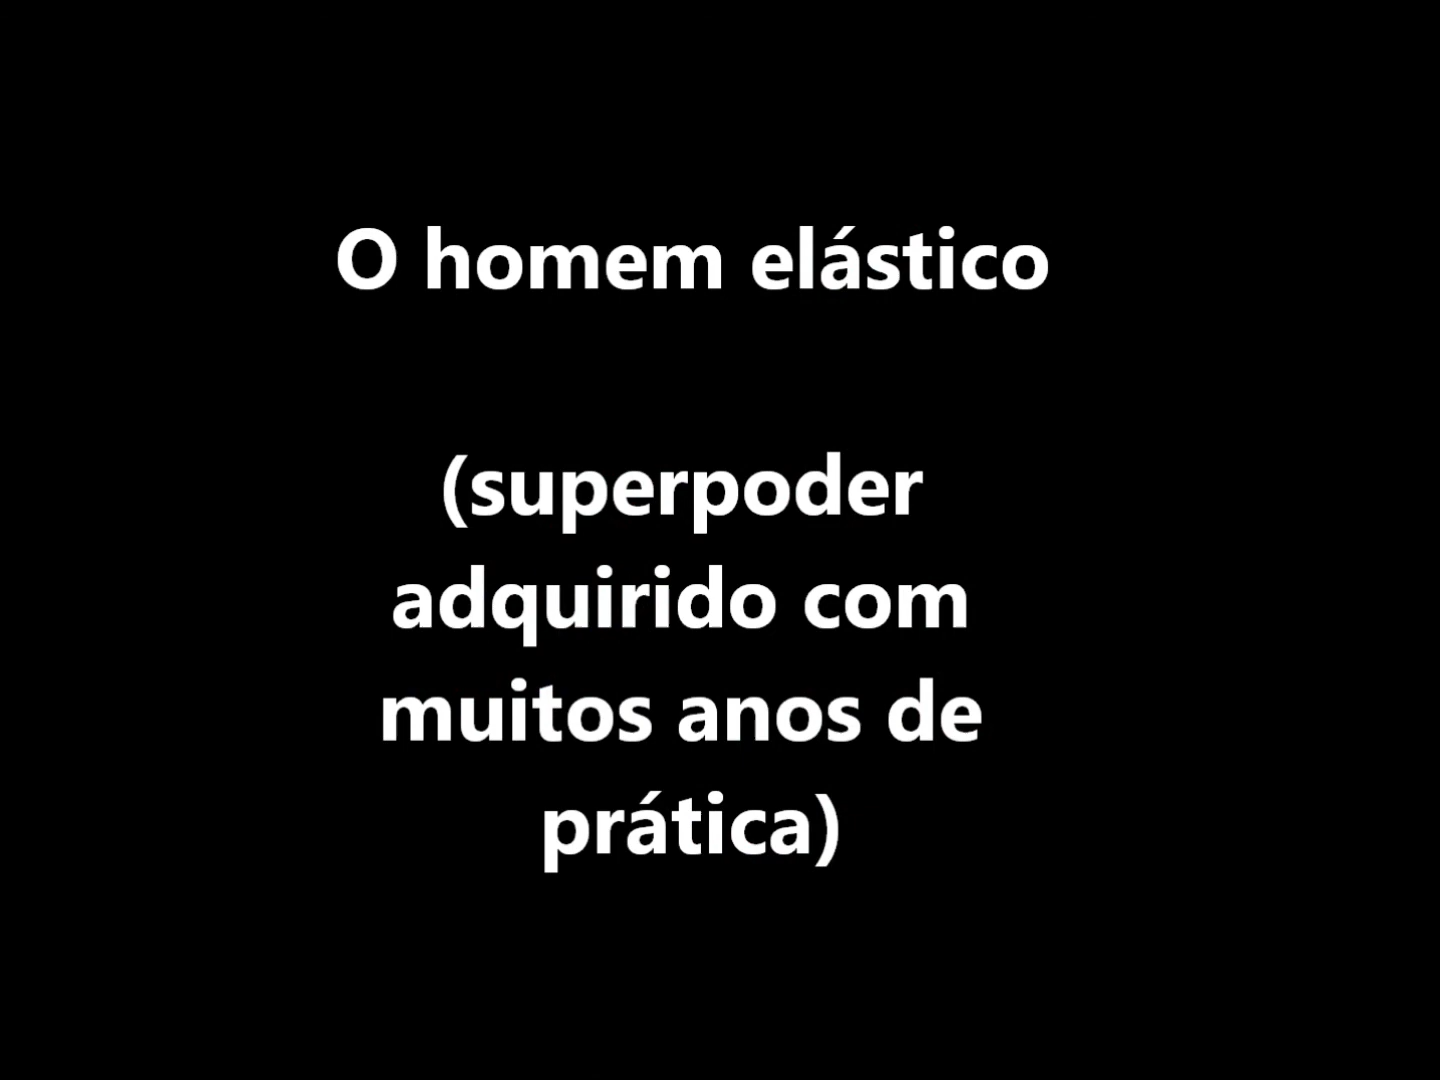 O homem elástico
(superpoder
adquirido com
muitos anos de
prática)